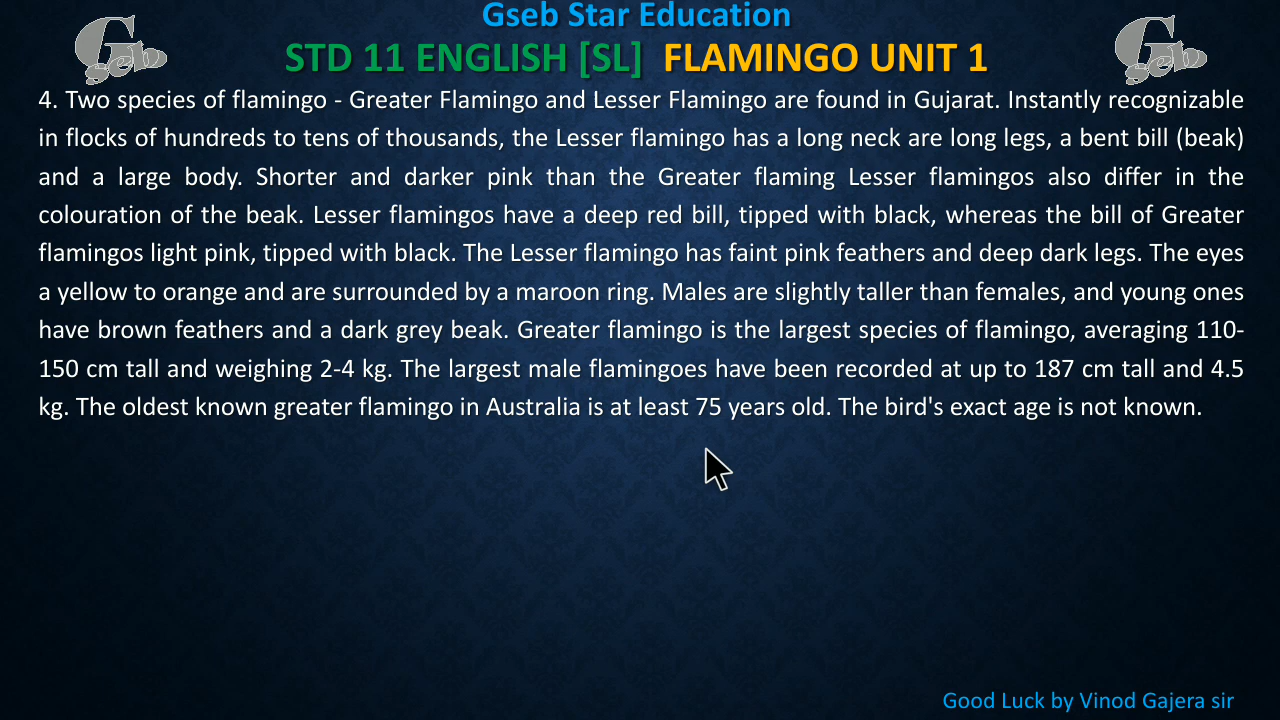 Gseb Star Education
STD 11 ENGLISH [SL] FLAMINGO UNIT 1
Gseb
Gseb
4. Two species of flamingo - Greater Flamingo and Lesser Flamingo are found in Gujarat. Instantly recognizable
in flocks of hundreds to tens of thousands, the Lesser flamingo has a long neck are long legs, a bent bill (beak)
and a large body. Shorter and darker pink than the Greater flaming Lesser flamingos also differ in the
colouration of the beak. Lesser flamingos have a deep red bill, tipped with black, whereas the bill of Greater
flamingos light pink, tipped with black. The Lesser flamingo has faint pink feathers and deep dark legs. The eyes
a yellow to orange and are surrounded by a maroon ring. Males are slightly taller than females, and young ones
have brown feathers and a dark grey beak. Greater flamingo is the largest species of flamingo, averaging 110-
150 cm tall and weighing 2-4 kg. The largest male flamingoes have been recorded at up to 187 cm tall and 4.5
kg. The oldest known greater flamingo in Australia is at least 75 years old. The bird's exact age is not known.
Good Luck by Vinod Gajera sir